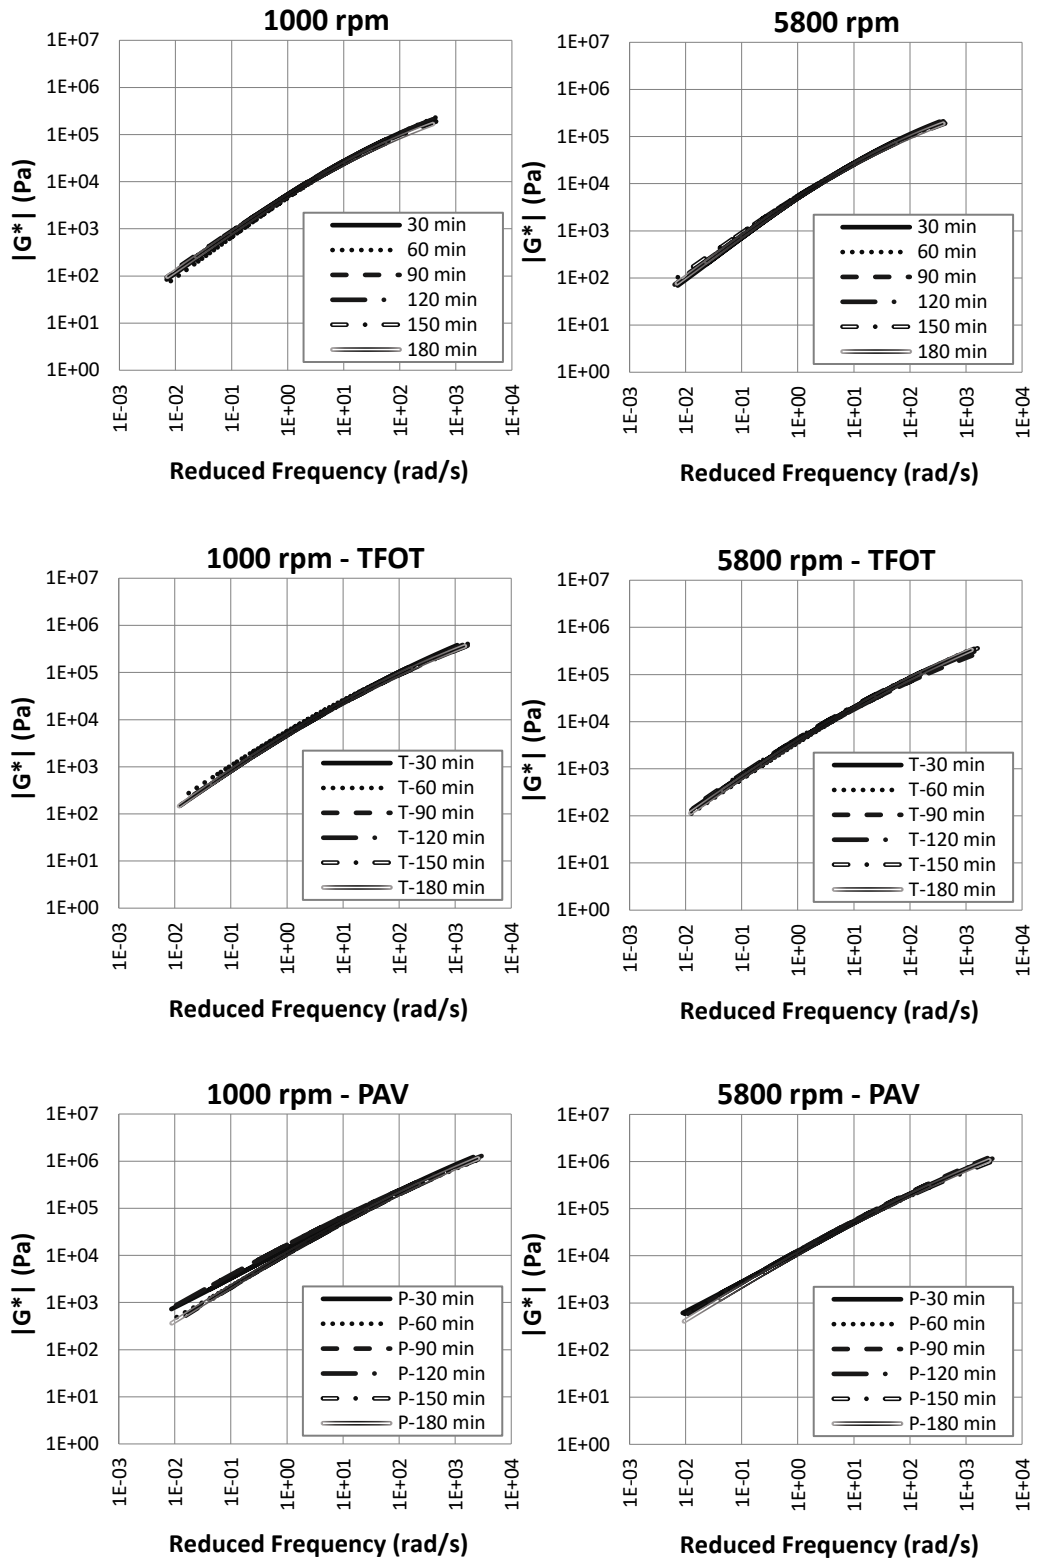 1000 rpm
1E+07
1E+06
1E+05
1E+04
1E+03
1E+02
1E+01
1E+00
|G*| (Pa)
30 min
60 min
90 min
120 min
150 min
180 min
1E-03
1E-02
1E-01
1E+00
1E+01
1E+02
1E+03
1E+04
Reduced Frequency (rad/s)
5800 rpm
1E+07
1E+06
1E+05
1E+04
1E+03
1E+02
1E+01
1E+00
|G*| (Pa)
30 min
60 min
90 min
120 min
150 min
180 min
1E-03
1E-02
1E-01
1E+00
1E+01
1E+02
1E+03
1E+04
Reduced Frequency (rad/s)
1000 rpm - TFOT
1E+07
1E+06
1E+05
1E+04
1E+03
1E+02
1E+01
1E+00
|G*| (Pa)
T-30 min
T-60 min
T-90 min
T-120 min
T-150 min
T-180 min
1E-03
1E-02
1E-01
1E+00
1E+01
1E+02
1E+03
1E+04
Reduced Frequency (rad/s)
5800 rpm - TFOT
1E+07
1E+06
1E+05
1E+04
1E+03
1E+02
1E+01
1E+00
|G*| (Pa)
T-30 min
T-60 min
T-90 min
T-120 min
T-150 min
T-180 min
1E-03
1E-02
1E-01
1E+00
1E+01
1E+02
1E+03
1E+04
Reduced Frequency (rad/s)
1000 rpm - PAV
1E+07
1E+06
1E+05
1E+04
1E+03
1E+02
1E+01
1E+00
|G*| (Pa)
P-30 min
P-60 min
P-90 min
P-120 min
P-150 min
P-180 min
1E-03
1E-02
1E-01
1E+00
1E+01
1E+02
1E+03
1E+04
Reduced Frequency (rad/s)
5800 rpm - PAV
1E+07
1E+06
1E+05
1E+04
1E+03
1E+02
1E+01
1E+00
|G*| (Pa)
P-30 min
P-60 min
P-90 min
P-120 min
P-150 min
P-180 min
1E-03
1E-02
1E-01
1E+00
1E+01
1E+02
1E+03
1E+04
Reduced Frequency (rad/s)